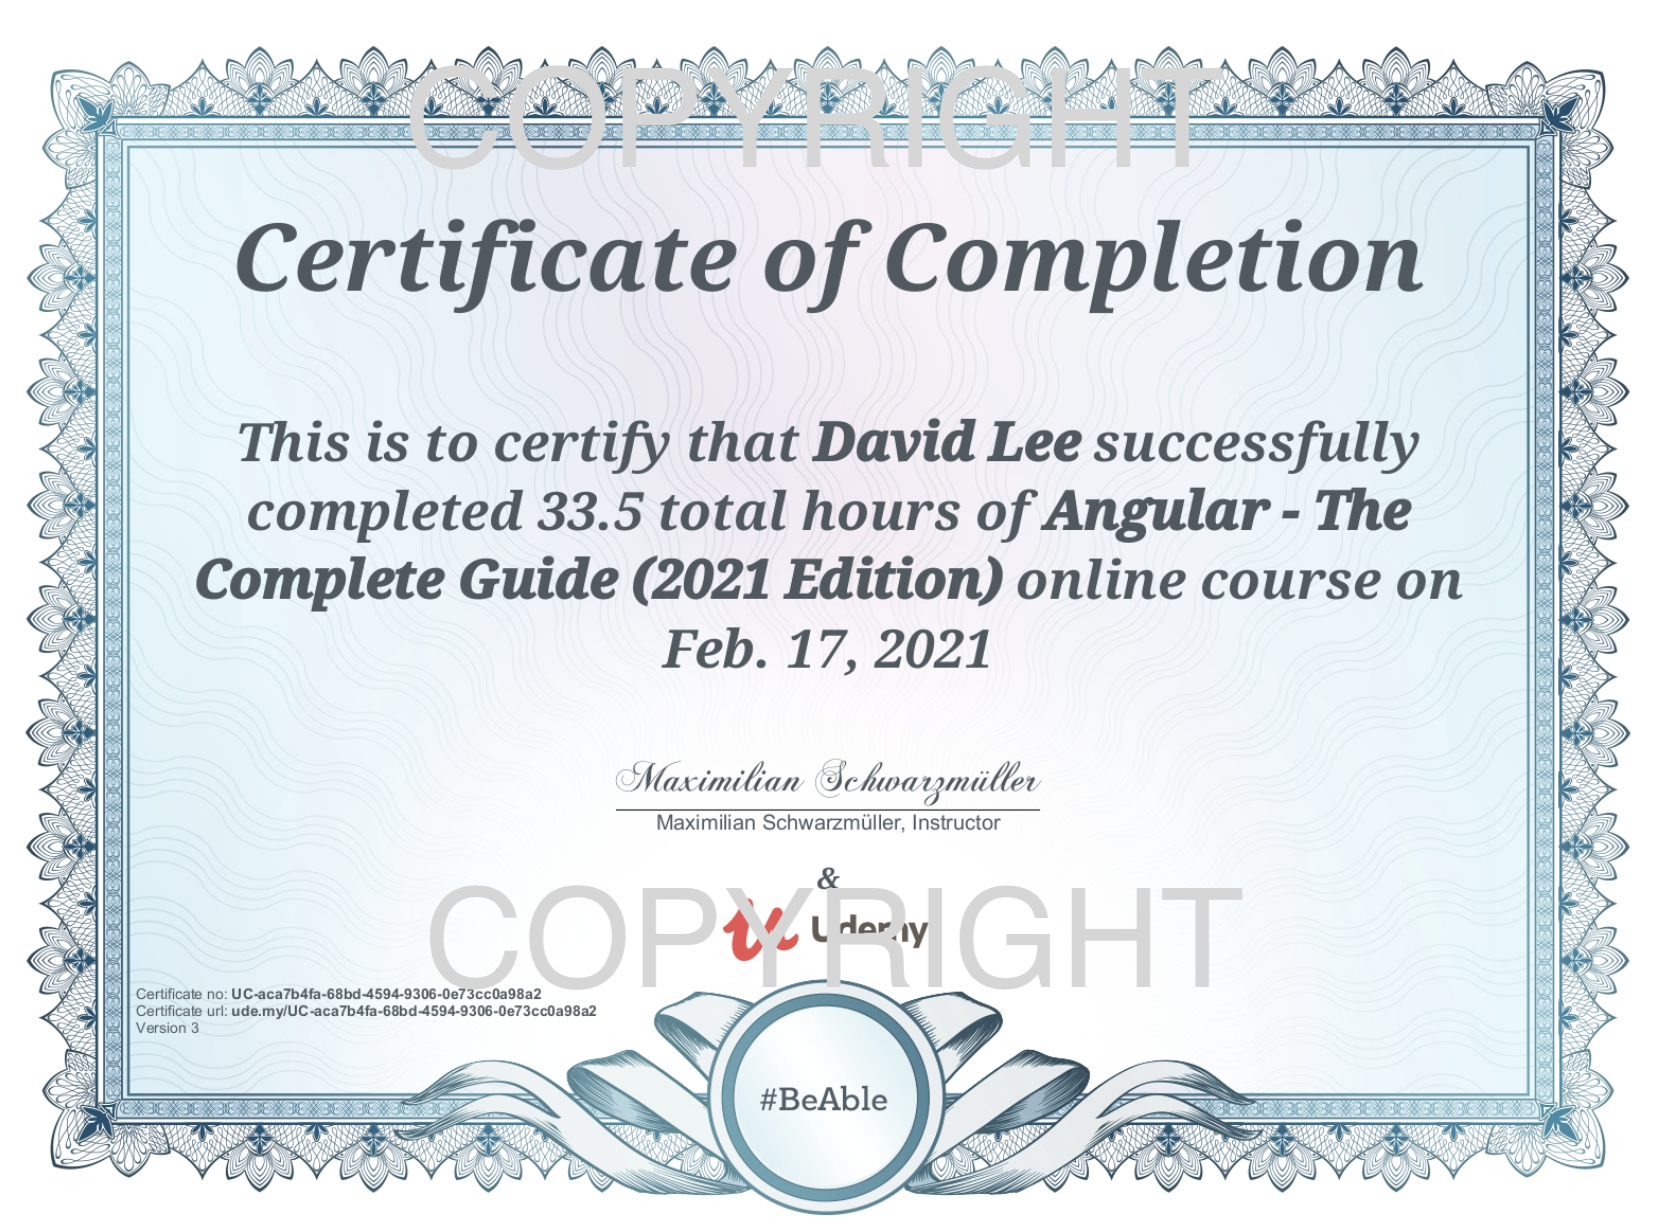 COPYRIGHT
Certificate of Completion
This is to certify that David Lee successfully
completed 33.5 total hours of Angular - The
Complete Guide (2021 Edition) online course on
Feb. 17, 2021
Maximilian Schwarzmüller
Maximilian Schwarzmüller, Instructor
&
COPYRIGHT
Udemy
Certificate no: UC-aca7b4fa-68bd-4594-9306-0e73cc0a98a2
Certificate url: ude.my/UC-aca7b4fa-68bd-4594-9306-0e73cc0a98a2
Version 3
#BeAble